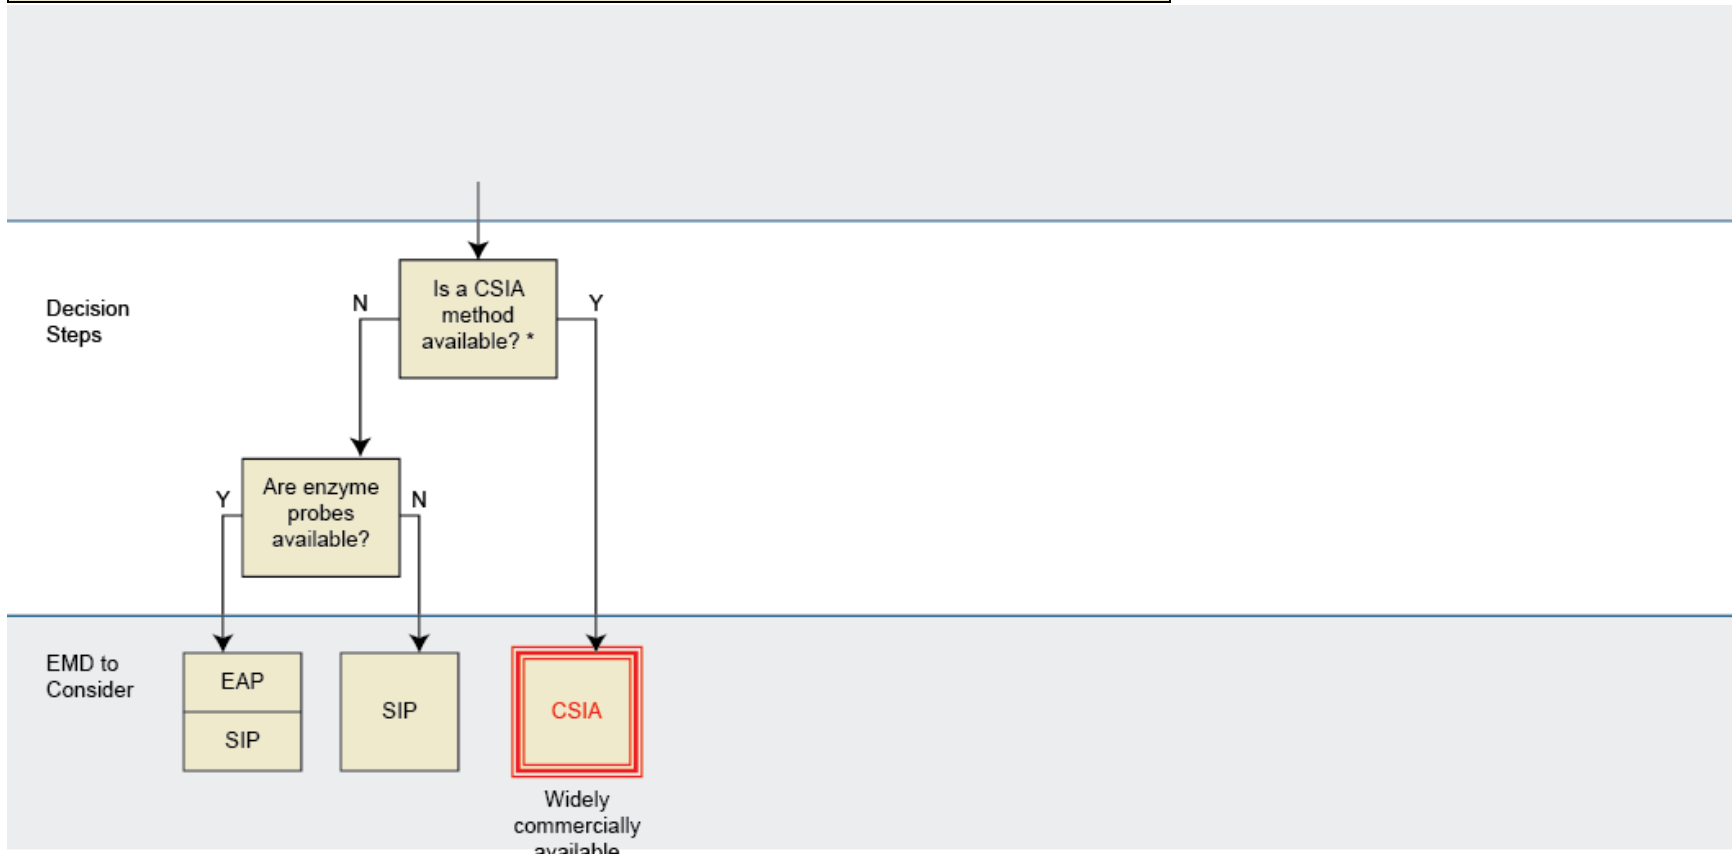 Is a CSIA
method
available? *
N
Y
Decision
Steps
Are enzyme
probes
available?
Y
N
EMD to
Consider
EAP
SIP
SIP
CSIA
Widely
commercially
available